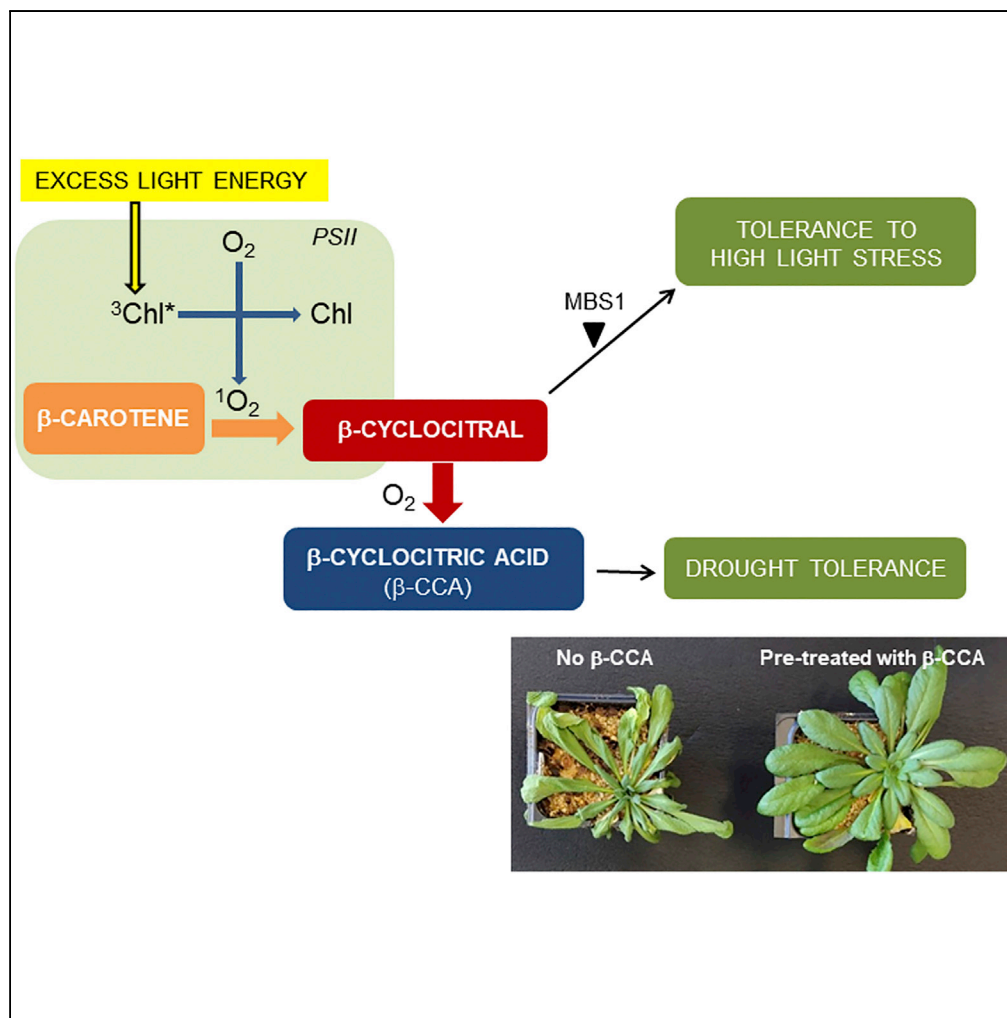 EXCESS LIGHT ENERGY
PSII
O₂
³Chl*
Chl
¹O₂
β-CAROTENE
β-CYCLOCITRAL
MBS1
TOLERANCE TO
HIGH LIGHT STRESS
O₂
β-CYCLOCITRIC ACID
(β-CCA)
DROUGHT TOLERANCE
No β-CCA
Pre-treated with β-CCA